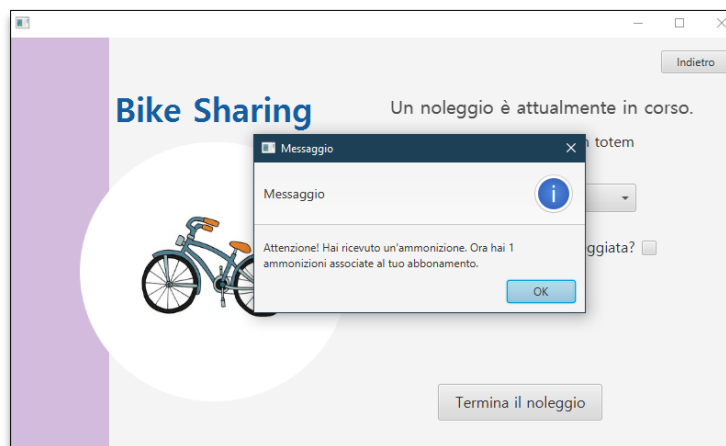 Indietro
Bike Sharing
Un noleggio è attualmente in corso.
totem
Messaggio
Messaggio
Attenzione! Hai ricevuto un'ammonizione. Ora hai 1
ammonizioni associate al tuo abbonamento.
OK
Termina il noleggio